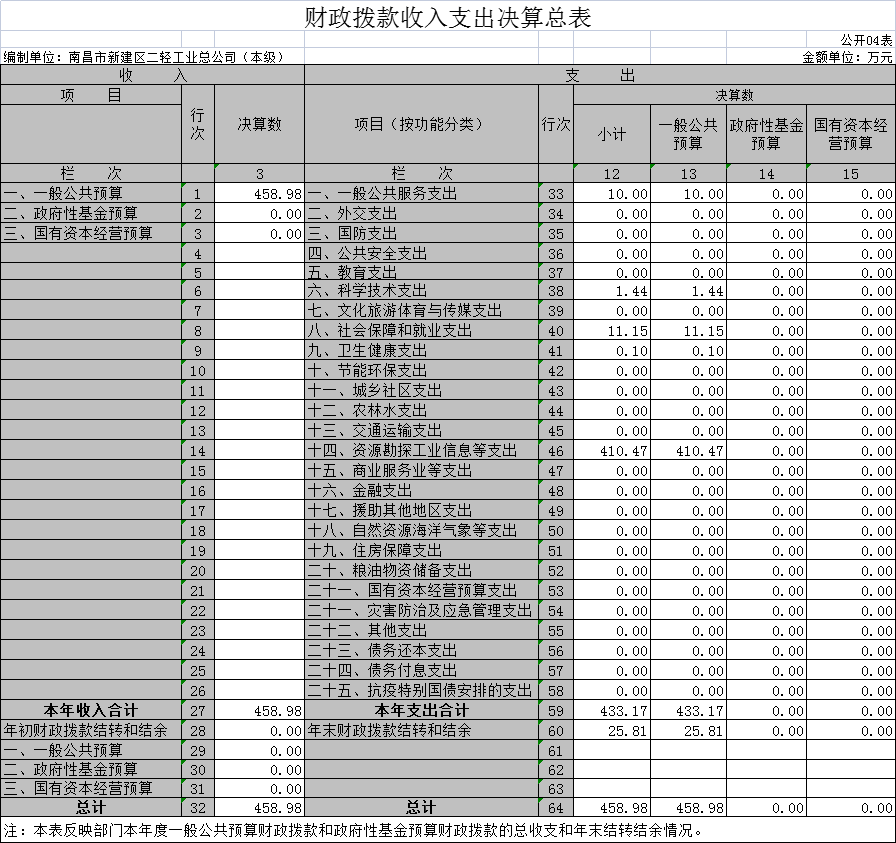 财政拨款收入支出决算总表
公开04表
编制单位：南昌市新建区二轻工业总公司（本级） 金额单位：万元
收 入 支 出
项 目 行次 决算数 项目（按功能分类） 行次 决算数
小计 一般公共预算 政府性基金预算 国有资本经营预算
栏 次 3 栏 次 12 13 14 15
一、一般公共预算 1 458.98 一、一般公共服务支出 33 10.00 10.00 0.00 0.00
二、政府性基金预算 2 0.00 二、外交支出 34 0.00 0.00 0.00 0.00
三、国有资本经营预算 3 0.00 三、国防支出 35 0.00 0.00 0.00 0.00
4 四、公共安全支出 36 0.00 0.00 0.00 0.00
5 五、教育支出 37 0.00 0.00 0.00 0.00
6 六、科学技术支出 38 1.44 1.44 0.00 0.00
7 七、文化旅游体育与传媒支出 39 0.00 0.00 0.00 0.00
8 八、社会保障和就业支出 40 11.15 11.15 0.00 0.00
9 九、卫生健康支出 41 0.10 0.10 0.00 0.00
10 十、节能环保支出 42 0.00 0.00 0.00 0.00
11 十一、城乡社区支出 43 0.00 0.00 0.00 0.00
12 十二、农林水支出 44 0.00 0.00 0.00 0.00
13 十三、交通运输支出 45 0.00 0.00 0.00 0.00
14 十四、资源勘探工业信息等支出 46 410.47 410.47 0.00 0.00
15 十五、商业服务业等支出 47 0.00 0.00 0.00 0.00
16 十六、金融支出 48 0.00 0.00 0.00 0.00
17 十七、援助其他地区支出 49 0.00 0.00 0.00 0.00
18 十八、自然资源海洋气象等支出 50 0.00 0.00 0.00 0.00
19 十九、住房保障支出 51 0.00 0.00 0.00 0.00
20 二十、粮油物资储备支出 52 0.00 0.00 0.00 0.00
21 二十一、国有资本经营预算支出 53 0.00 0.00 0.00 0.00
22 二十一、灾害防治及应急管理支出 54 0.00 0.00 0.00 0.00
23 二十二、其他支出 55 0.00 0.00 0.00 0.00
24 二十三、债务还本支出 56 0.00 0.00 0.00 0.00
25 二十四、债务付息支出 57 0.00 0.00 0.00 0.00
26 二十五、抗疫特别国债安排的支出 58 0.00 0.00 0.00 0.00
本年收入合计 27 458.98 本年支出合计 59 433.17 433.17 0.00 0.00
年初财政拨款结转和结余 28 0.00 年末财政拨款结转和结余 60 25.81 25.81 0.00 0.00
一、一般公共预算 29 0.00 61
二、政府性基金预算 30 0.00 62
三、国有资本经营预算 31 0.00 63
总计 32 458.98 总计 64 458.98 458.98 0.00 0.00
注：本表反映部门本年度一般公共预算财政拨款和政府性基金预算财政拨款的总收支和年末结转结余情况。